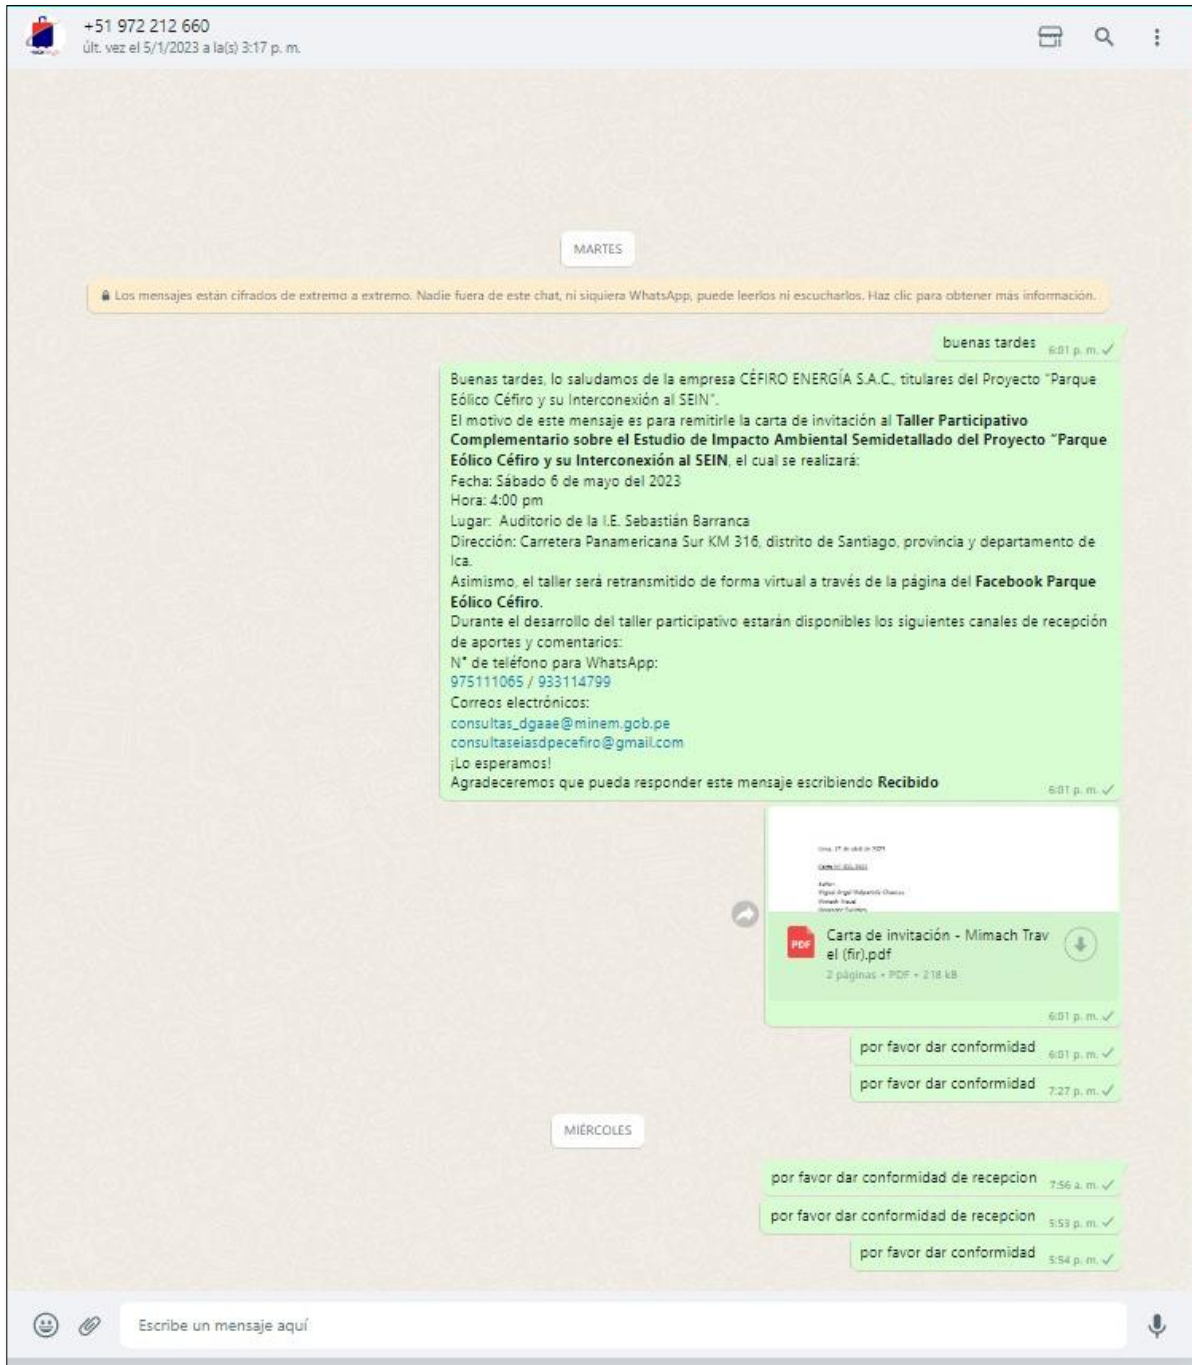 +51 972 212 660
últ. vez el 5/1/2023 a la(s) 3:17 p. m.
MARTES
Los mensajes están cifrados de extremo a extremo. Nadie fuera de este chat, ni siquiera WhatsApp, puede leerlos ni escucharlos. Haz clic para obtener más información.
buenas tardes 6:01 p. m.
Buenas tardes, lo saludamos de la empresa CÉFIRO ENERGÍA S.A.C., titulares del Proyecto "Parque
Eólico Céfiro y su Interconexión al SEIN".
El motivo de este mensaje es para remitirle la carta de invitación al Taller Participativo
Complementario sobre el Estudio de Impacto Ambiental Semidetallado del Proyecto "Parque
Eólico Céfiro y su Interconexión al SEIN, el cual se realizará:
Fecha: Sábado 6 de mayo del 2023
Hora: 4:00 pm
Lugar: Auditorio de la I.E. Sebastián Barranca
Dirección: Carretera Panamericana Sur KM 316, distrito de Santiago, provincia y departamento de
Ica.
Asimismo, el taller será retransmitido de forma virtual a través de la página del Facebook Parque
Eólico Céfiro.
Durante el desarrollo del taller participativo estarán disponibles los siguientes canales de recepción
de aportes y comentarios:
N° de teléfono para WhatsApp:
975111065 / 933114799
Correos electrónicos:
consultas_dgaae@minem.gob.pe
consultaseiasdpecefiro@gmail.com
¡Lo esperamos!
Agradeceremos que pueda responder este mensaje escribiendo Recibido 6:01 p. m.
Lima, 27 de abril de 2023
Señor:
Mimach Travel
PDF
Carta de invitación - Mimach Trav
el (fir).pdf
2 páginas • PDF • 218 kB
6:01 p. m.
por favor dar conformidad 6:01 p. m.
por favor dar conformidad 7:27 p. m.
MIÉRCOLES
por favor dar conformidad de recepcion 7:56 a. m.
por favor dar conformidad de recepcion 5:53 p. m.
por favor dar conformidad 5:54 p. m.
Escribe un mensaje aquí